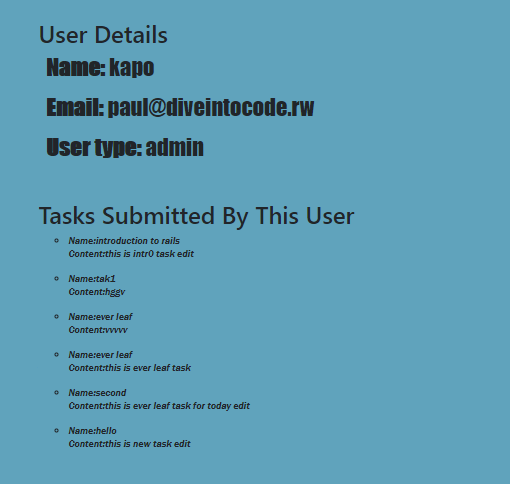 User Details
Name: kapo
Email: paul@diveintocode.rw
User type: admin
Tasks Submitted By This User
Name:introduction to rails
Content:this is intr0 task edit
Name:tak1
Content:hggv
Name:ever leaf
Content:vvvvv
Name:ever leaf
Content:this is ever leaf task
Name:second
Content:this is ever leaf task for today edit
Name:hello
Content:this is new task edit